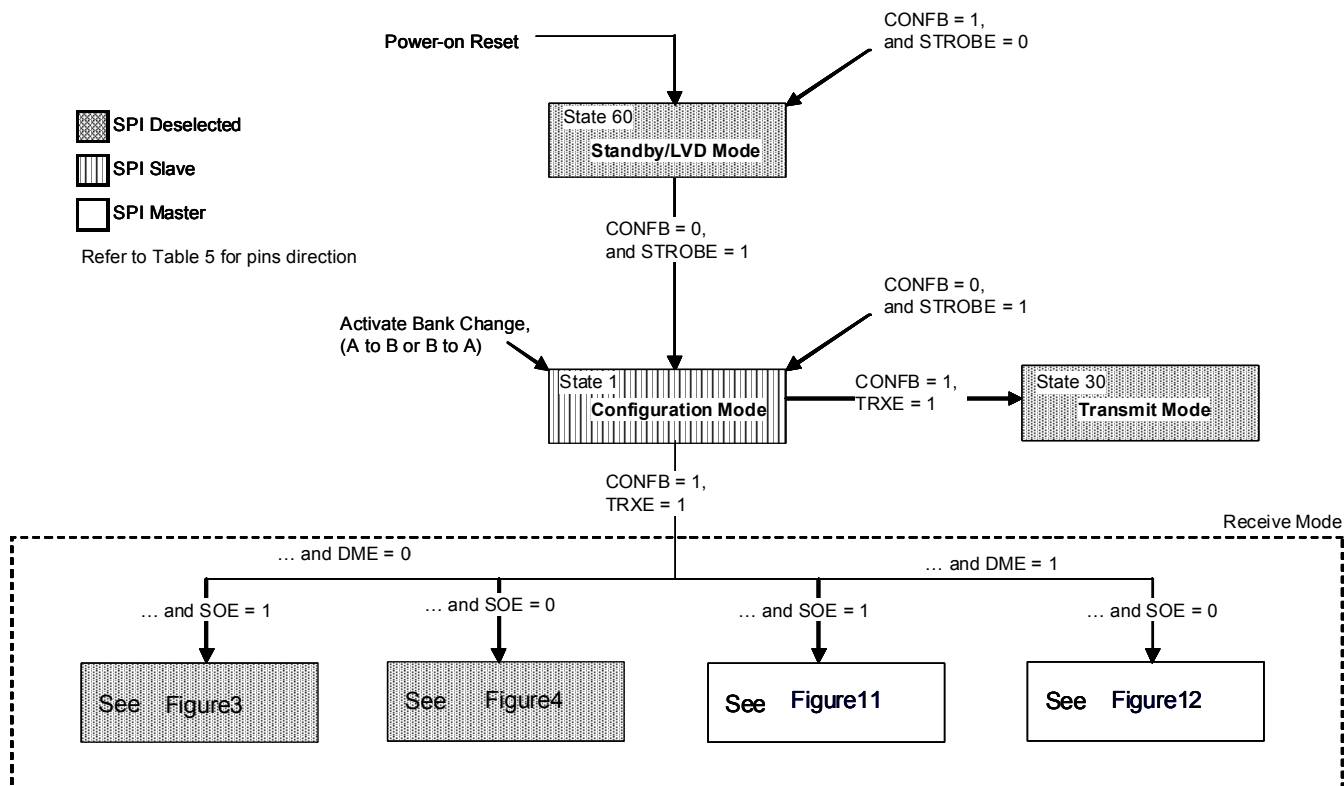 CONFB = 1,
and STROBE = 0
Power-on Reset
SPI Deselected
SPI Slave
SPI Master
Refer to Table 5 for pins direction
State 60
Standby/LVD Mode
CONFB = 0,
and STROBE = 1
CONFB = 0,
and STROBE = 1
Activate Bank Change,
(A to B or B to A)
State 1
Configuration Mode
CONFB = 1,
TRXE = 1
State 30
Transmit Mode
CONFB = 1,
TRXE = 1
Receive Mode
... and DME = 0
... and DME = 1
... and SOE = 1
... and SOE = 0
... and SOE = 1
... and SOE = 0
See Figure3
See Figure4
See Figure11
See Figure12